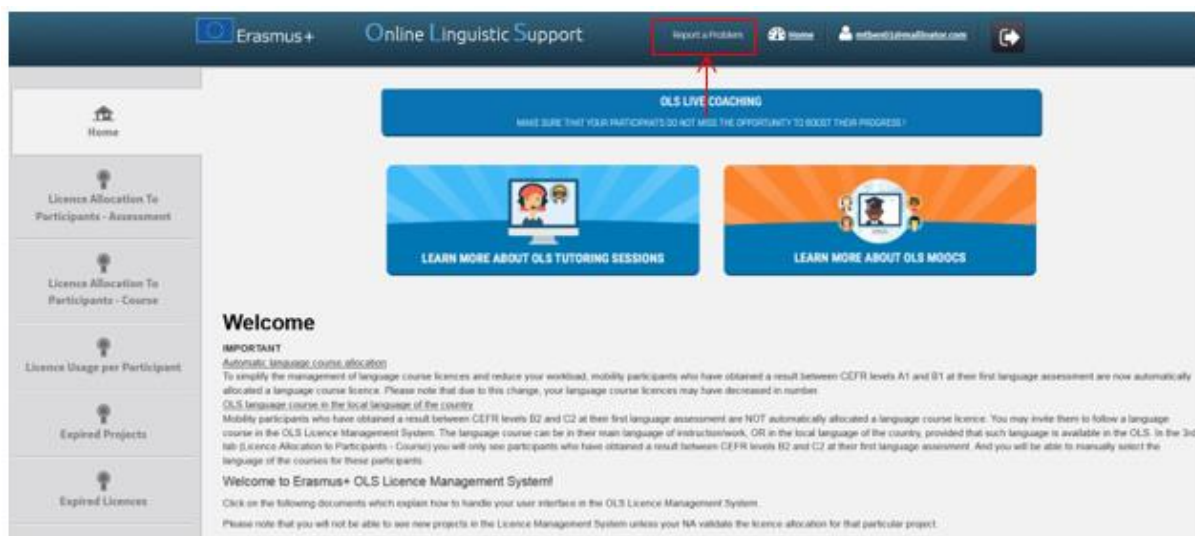 Erasmus+
Online Linguistic Support
Report a Problem
Home
OLS LIVE COACHING
MAKE SURE THAT YOUR PARTICIPANTS DO NOT MISS THE OPPORTUNITY TO BOOST THEIR PROGRESS!
Home
Licence Allocation To
Participants - Assessment
Licence Allocation To
Participants - Course
Licence Usage per Participant
Expired Projects
Expired Licences
LEARN MORE ABOUT OLS TUTORING SESSIONS
LEARN MORE ABOUT OLS MOOCS
Welcome
IMPORTANT
Automatic language course allocation
To simplify the management of language course licences and reduce your workload, mobility participants who have obtained a result between CEFR levels A1 and B1 at their first language assessment are now automatically
allocated a language course licence. Please note that due to this change, your language course licences may have decreased in number.
OLS language course in the local language of the country
Mobility participants who have obtained a result between CEFR levels B2 and C2 at their first language assessment are NOT automatically allocated a language course licence. You may invite them to follow a language
course in the OLS Licence Management System. The language course can be in their main language of instruction/work, OR in the local language of the country, provided that such language is available in the OLS. In the 3rd
tab (Licence Allocation to Participants - Course) you will only see participants who have obtained a result between CEFR levels B2 and C2 at their first language assessment. And you will be able to manually select the
language of the courses for these participants.
Welcome to Erasmus+ OLS Licence Management System!
Click on the following documents which explain how to handle your user interface in the OLS Licence Management System.
Please note that you will not be able to see new projects in the Licence Management System unless your NA validate the licence allocation for that particular project.